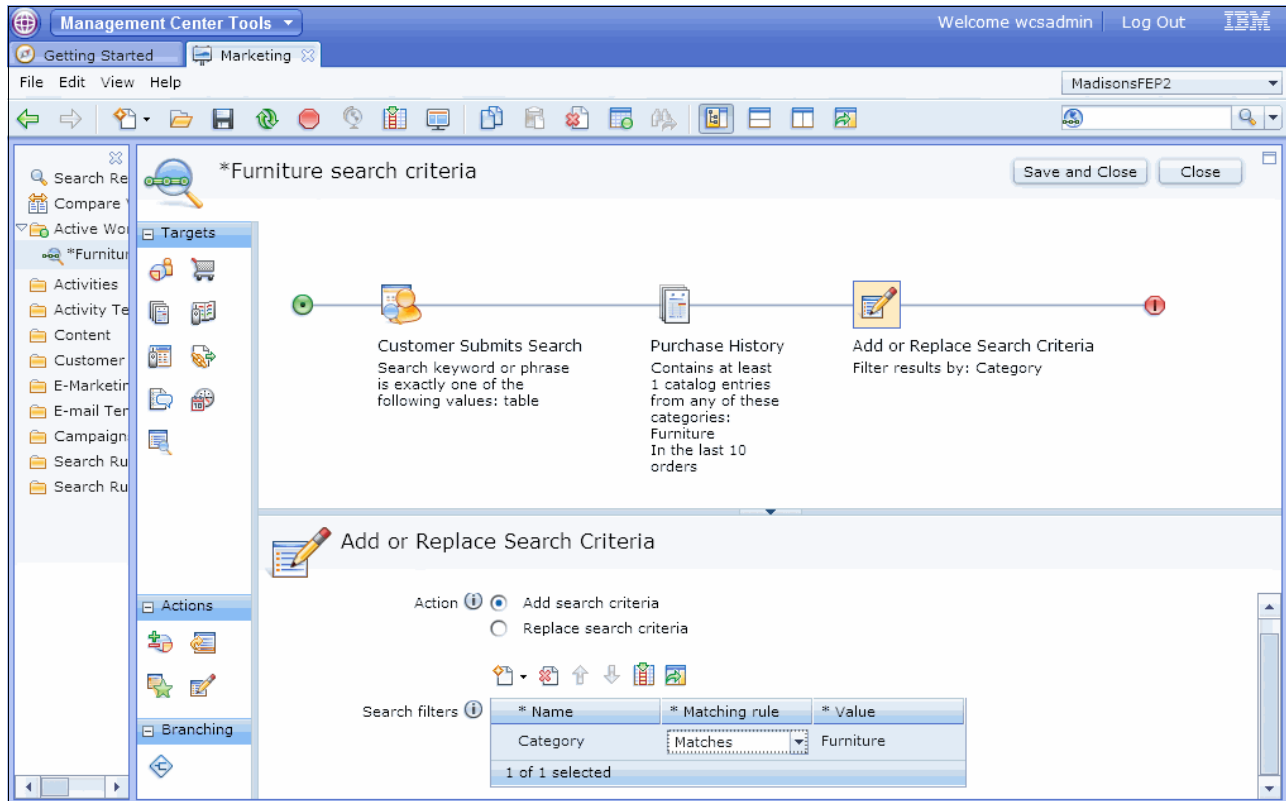 Management Center Tools
Welcome wcsadmin
Log Out
IBM
Getting Started
Marketing
File Edit View Help
MadisonsFEP2
Search Re
Compare
Active Wo
*Furnitur
Activities
Activity Te
Content
Customer
E-Marketin
E-mail Tem
Campaign
Search Ru
Search Ru
*Furniture search criteria
Save and Close
Close
Targets
Customer Submits Search
Search keyword or phrase
is exactly one of the
following values: table
Purchase History
Contains at least
1 catalog entries
from any of these
categories:
Furniture
In the last 10
orders
Add or Replace Search Criteria
Filter results by: Category
Add or Replace Search Criteria
Actions
Branching
Action
Add search criteria
Replace search criteria
Search filters
* Name
* Matching rule
* Value
Category
Matches
Furniture
1 of 1 selected